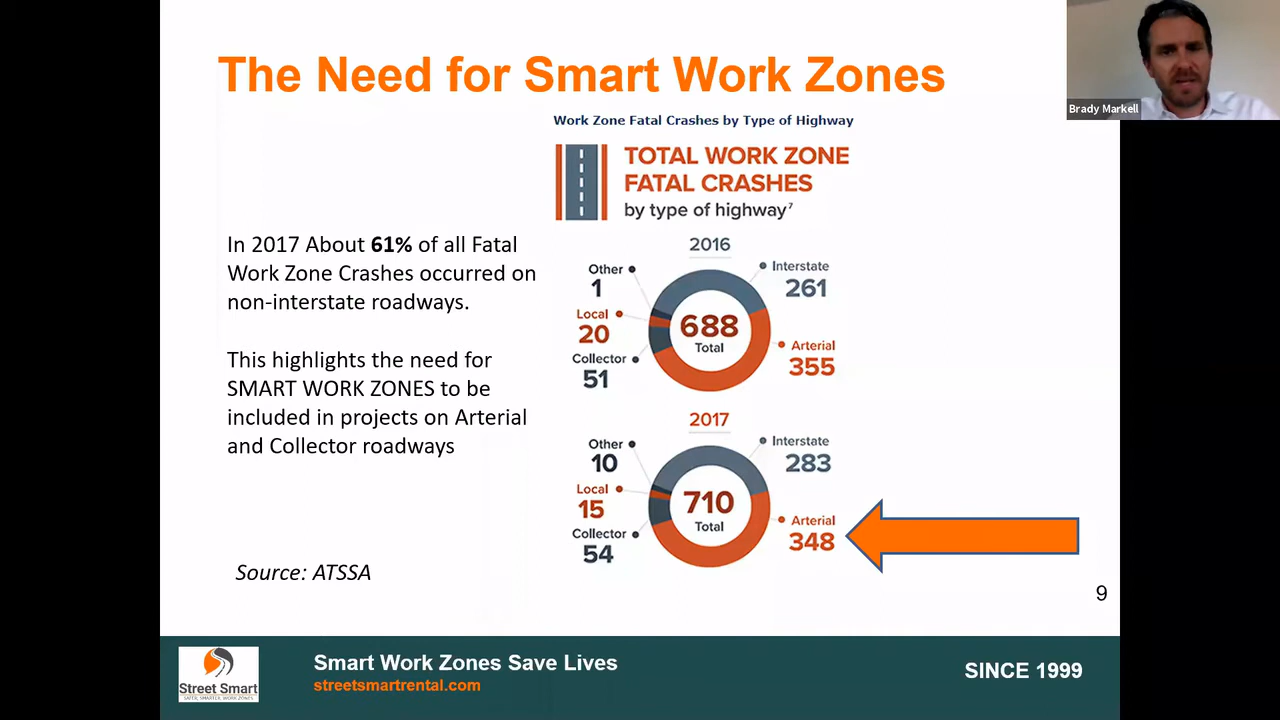 The Need for Smart Work Zones
Brady Markell
Work Zone Fatal Crashes by Type of Highway
TOTAL WORK ZONE
FATAL CRASHES
by type of highway⁷
In 2017 About 61% of all Fatal
Work Zone Crashes occurred on
non-interstate roadways.
This highlights the need for
SMART WORK ZONES to be
included in projects on Arterial
and Collector roadways
Source: ATSSA
2016
Other
1
Local
20
Collector
51
688
Total
Interstate
261
Arterial
355
2017
Other
10
Local
15
Collector
54
710
Total
Interstate
283
Arterial
348
9
Street Smart
SAFER, SMARTER, WORK ZONES
Smart Work Zones Save Lives
streetsmartrental.com
SINCE 1999